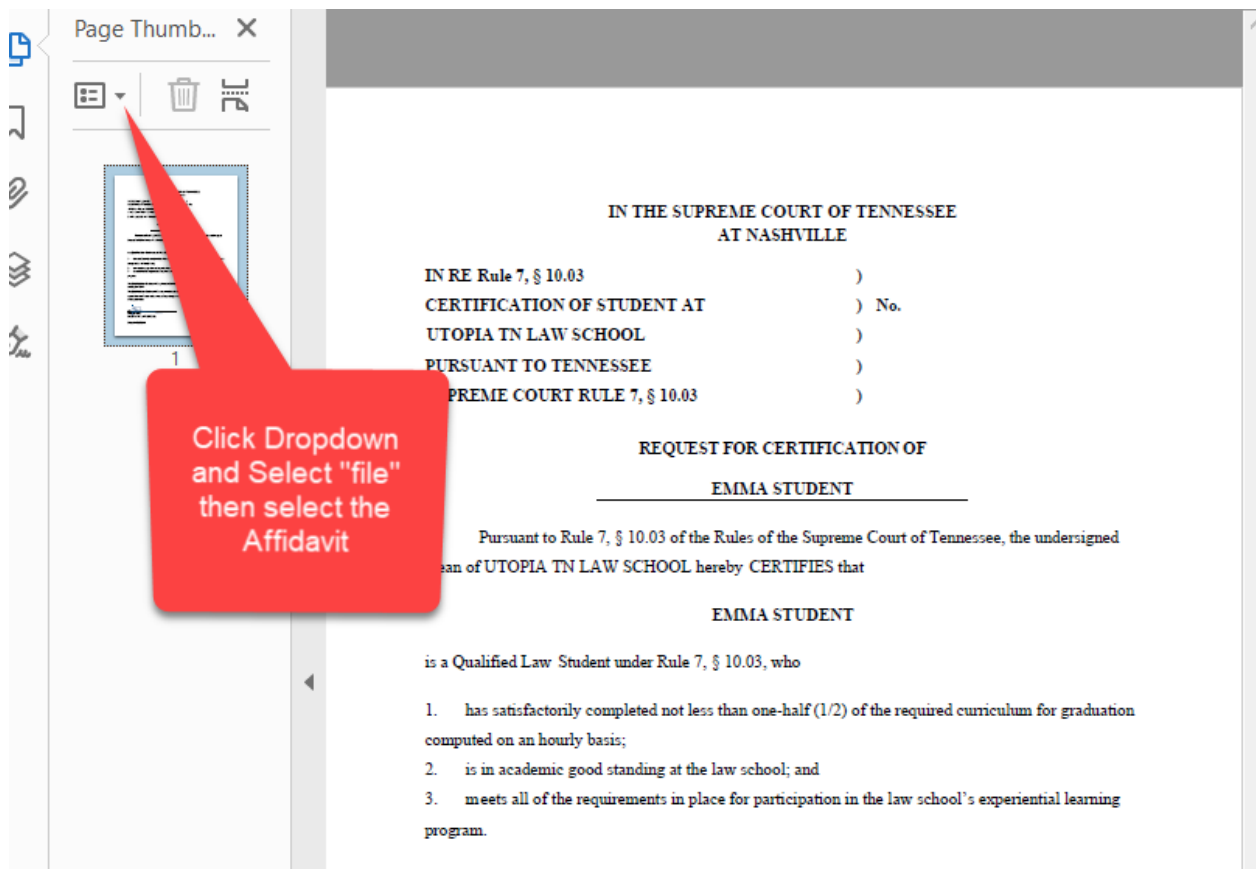 Page Thumb...
1
Click Dropdown
and Select "file"
then select the
Affidavit
IN THE SUPREME COURT OF TENNESSEE
AT NASHVILLE
IN RE Rule 7, § 10.03 )
CERTIFICATION OF STUDENT AT ) No.
UTOPIA TN LAW SCHOOL )
PURSUANT TO TENNESSEE )
PREME COURT RULE 7, § 10.03 )
REQUEST FOR CERTIFICATION OF
EMMA STUDENT
Pursuant to Rule 7, § 10.03 of the Rules of the Supreme Court of Tennessee, the undersigned
ean of UTOPIA TN LAW SCHOOL hereby CERTIFIES that
EMMA STUDENT
is a Qualified Law Student under Rule 7, § 10.03, who
1. has satisfactorily completed not less than one-half (1/2) of the required curriculum for graduation
computed on an hourly basis;
2. is in academic good standing at the law school; and
3. meets all of the requirements in place for participation in the law school’s experiential learning
program.